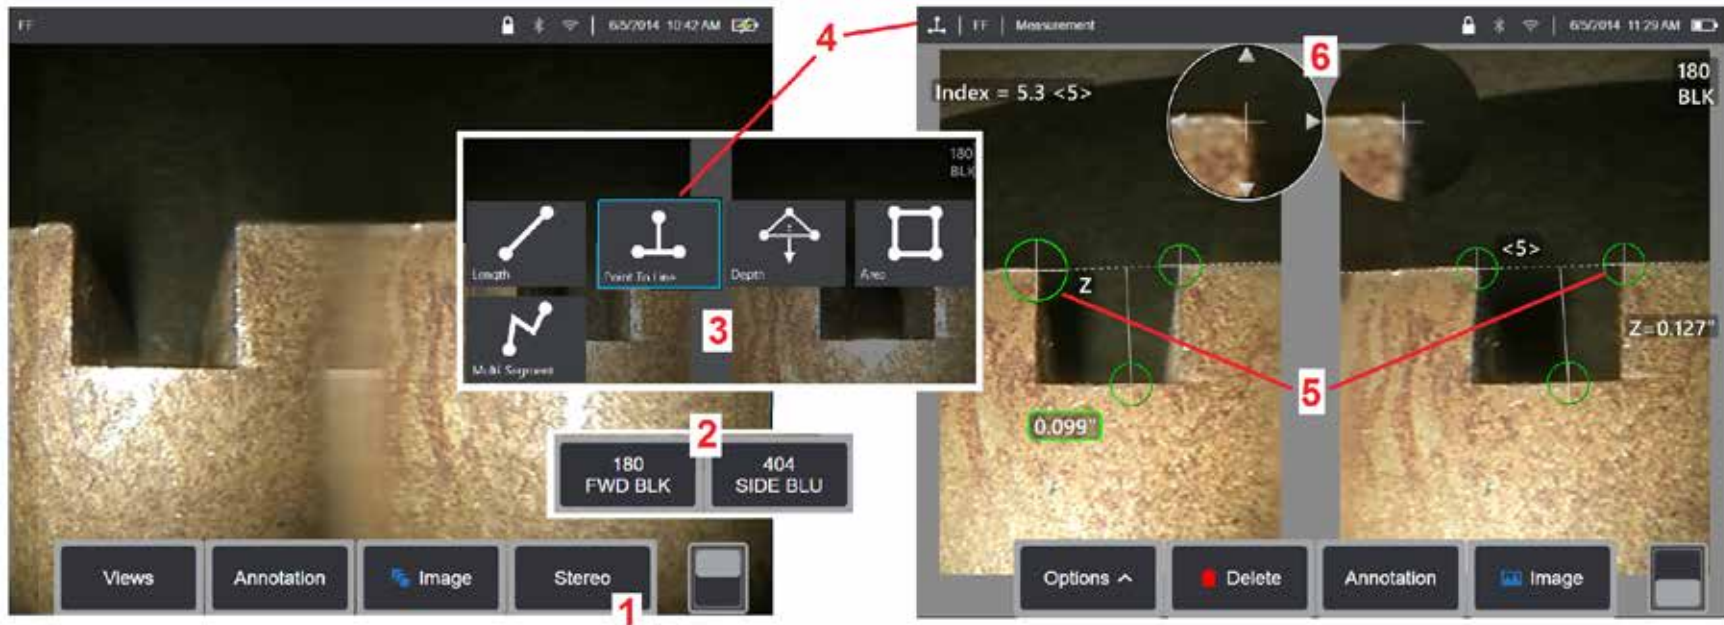 FF
6/5/2014 10:42 AM
4
FF
Measurement
6/5/2014 11:29 AM
Index = 5.3 <5>
6
180
BLK
180
BLK
Length
Point To Line
Depth
Area
Multi Segment
3
<5>
Z
Z=0.127"
5
0.099"
2
180
FWD BLK
404
SIDE BLU
Views
Annotation
Image
Stereo
1
Options
Delete
Annotation
Image